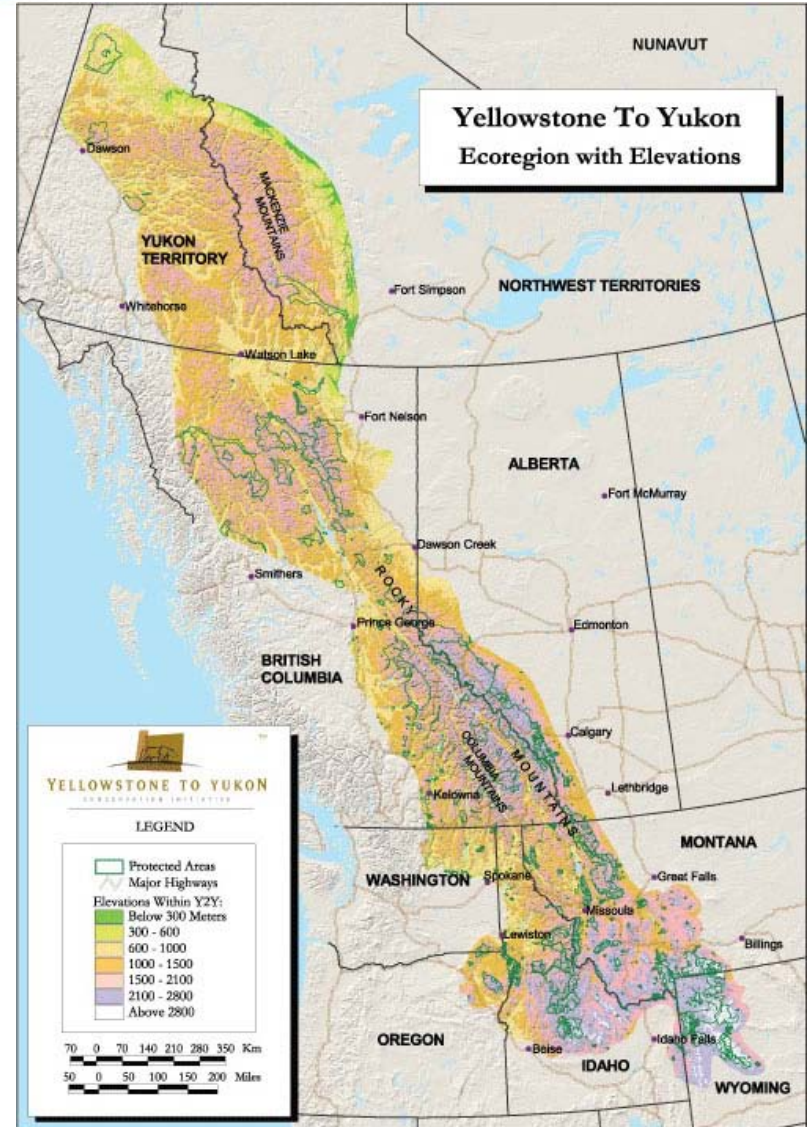 NUNAVUT
Yellowstone To Yukon
Ecoregion with Elevations
Dawson
MACKENZIE
MOUNTAINS
YUKON
TERRITORY
Fort Simpson
NORTHWEST TERRITORIES
Whitehorse
Watson Lake
Fort Nelson
ALBERTA
Fort McMurray
Dawson Creek
Smithers
ROCKY
Prince George
Edmonton
BRITISH
COLUMBIA
Calgary
COLUMBIA
MOUNTAINS
MOUNTAINS
Kelowna
Lethbridge
MONTANA
WASHINGTON
Spokane
Great Falls
Missoula
Lewiston
Billings
OREGON
Boise
Idaho Falls
IDAHO
WYOMING
YELLOWSTONE TO YUKON
CONSERVATION INITIATIVE
LEGEND
Protected Areas
Major Highways
Elevations Within Y2Y:
Below 300 Meters
300 - 600
600 - 1000
1000 - 1500
1500 - 2100
2100 - 2800
Above 2800
70 0 70 140 210 280 350 Km
50 0 50 100 150 200 Miles